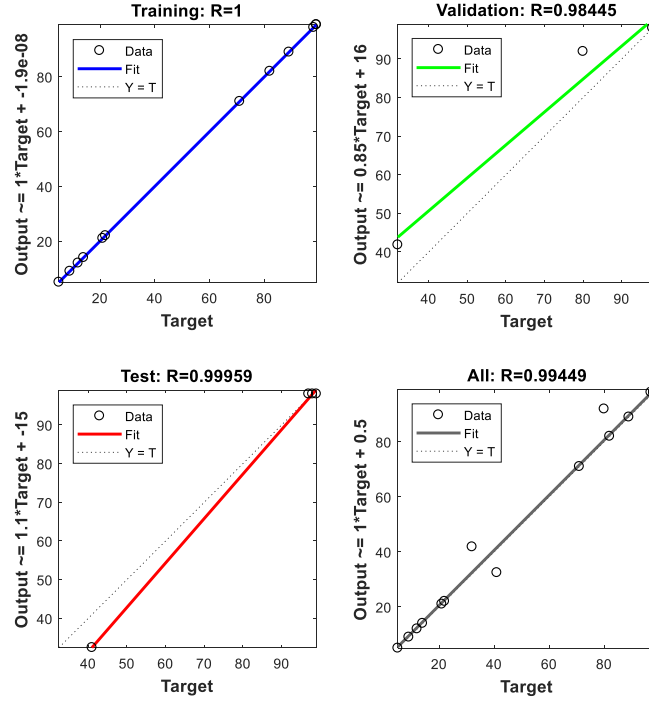 Training: R=1
Output ~= 1*Target + -1.9e-08
Data
Fit
Y = T
80
60
40
20
20 40 60 80
Target
Validation: R=0.98445
Output ~= 0.85*Target + 16
Data
Fit
Y = T
90
80
70
60
50
40
40 50 60 70 80 90
Target
Test: R=0.99959
Output ~= 1.1*Target + -15
Data
Fit
Y = T
90
80
70
60
50
40
40 50 60 70 80 90
Target
All: R=0.99449
Output ~= 1*Target + 0.5
Data
Fit
Y = T
80
60
40
20
20 40 60 80
Target